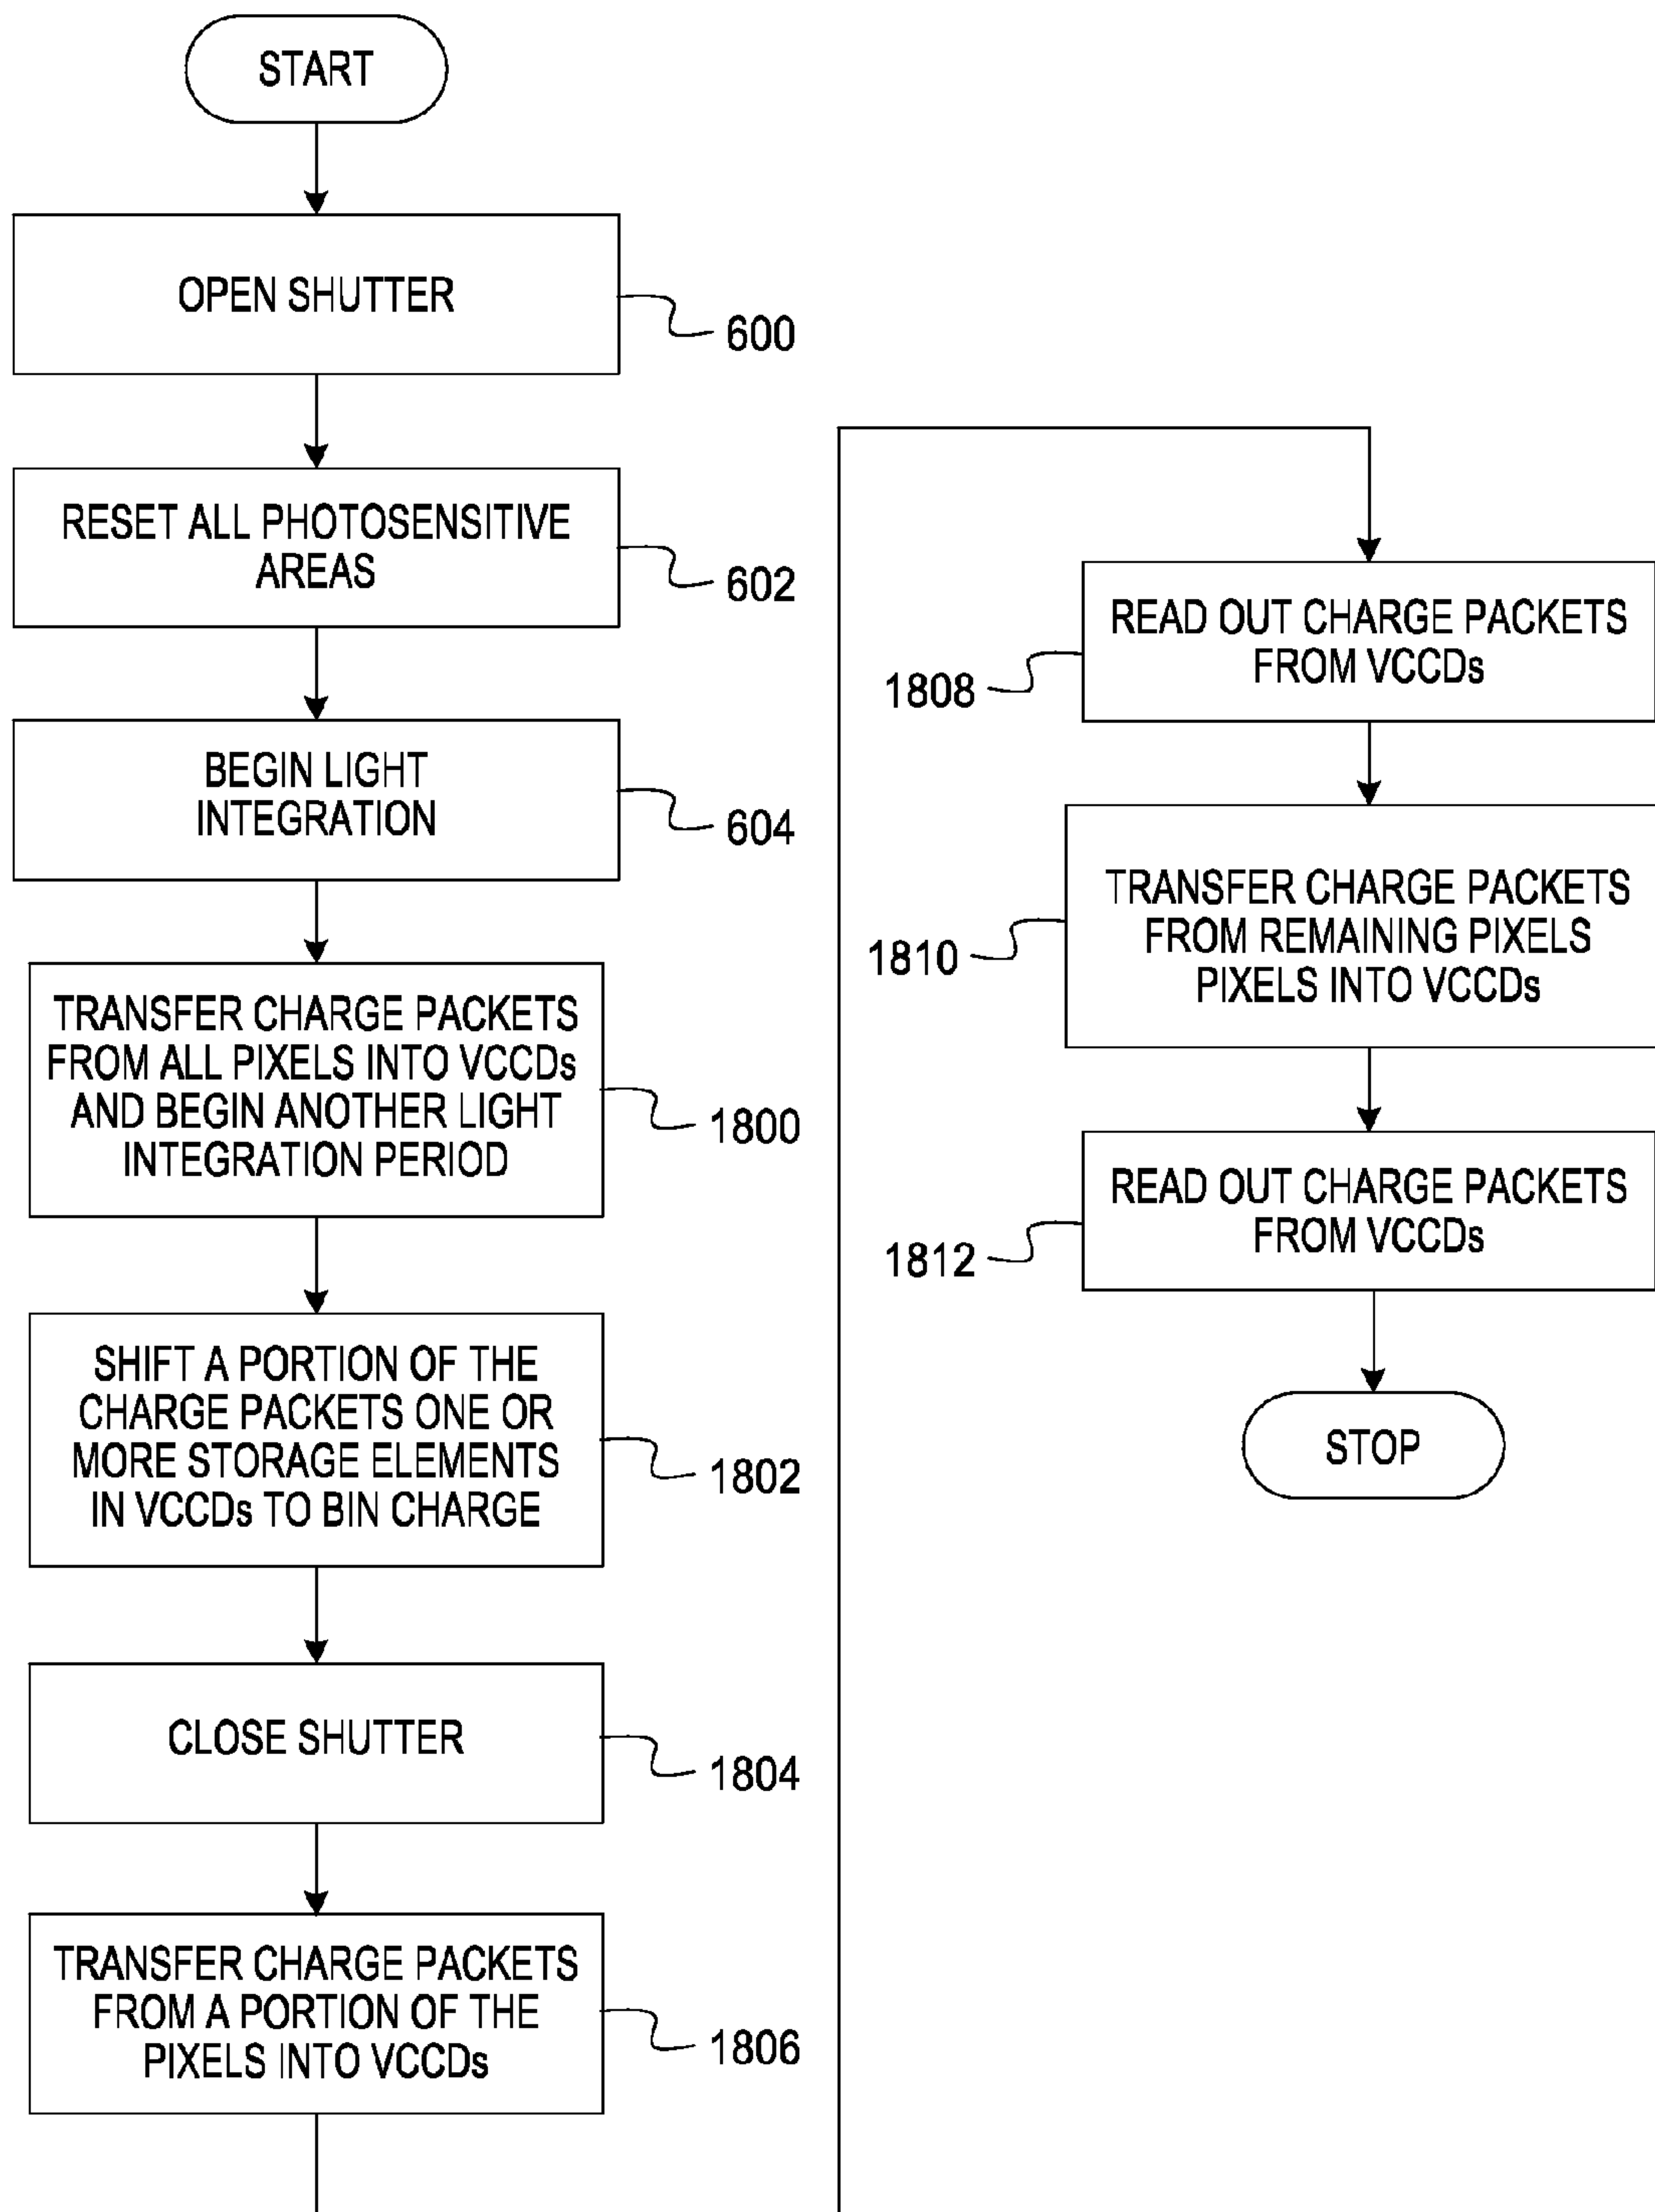 START
OPEN SHUTTER
600
RESET ALL PHOTOSENSITIVE
AREAS
602
BEGIN LIGHT
INTEGRATION
604
TRANSFER CHARGE PACKETS
FROM ALL PIXELS INTO VCCDs
AND BEGIN ANOTHER LIGHT
INTEGRATION PERIOD
1800
SHIFT A PORTION OF THE
CHARGE PACKETS ONE OR
MORE STORAGE ELEMENTS
IN VCCDs TO BIN CHARGE
1802
CLOSE SHUTTER
1804
TRANSFER CHARGE PACKETS
FROM A PORTION OF THE
PIXELS INTO VCCDs
1806
READ OUT CHARGE PACKETS
FROM VCCDs
1808
TRANSFER CHARGE PACKETS
FROM REMAINING PIXELS
PIXELS INTO VCCDs
1810
READ OUT CHARGE PACKETS
FROM VCCDs
1812
STOP